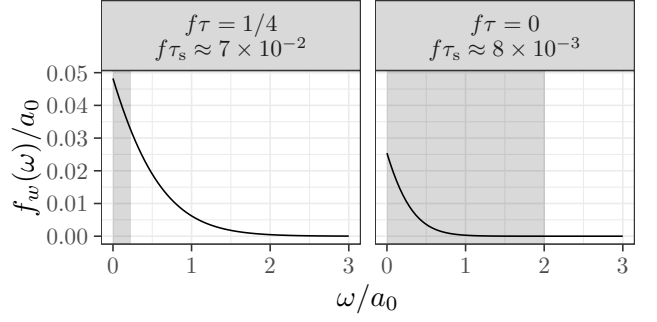 fτ = 1/4
fτ_s ≈ 7 × 10^{−2}
fτ = 0
fτ_s ≈ 8 × 10^{−3}
f_w(ω)/a_0
0.05
0.04
0.03
0.02
0.01
0.00
0 1 2 3
0 1 2 3
ω/a_0